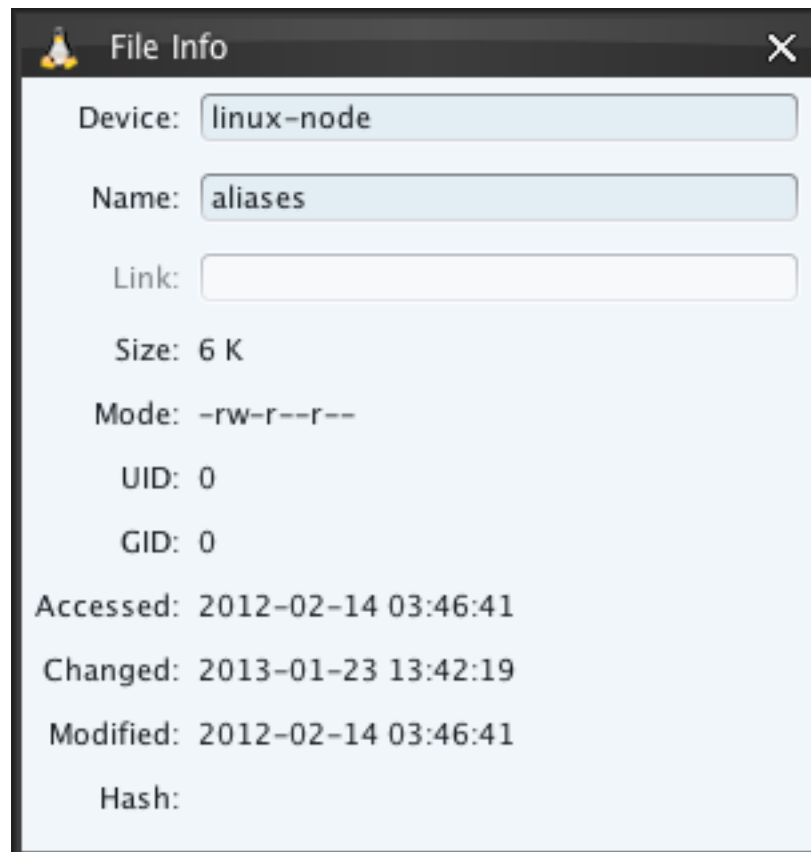 File Info
Device: linux-node
Name: aliases
Link:
Size: 6 K
Mode: -rw-r--r--
UID: 0
GID: 0
Accessed: 2012-02-14 03:46:41
Changed: 2013-01-23 13:42:19
Modified: 2012-02-14 03:46:41
Hash: